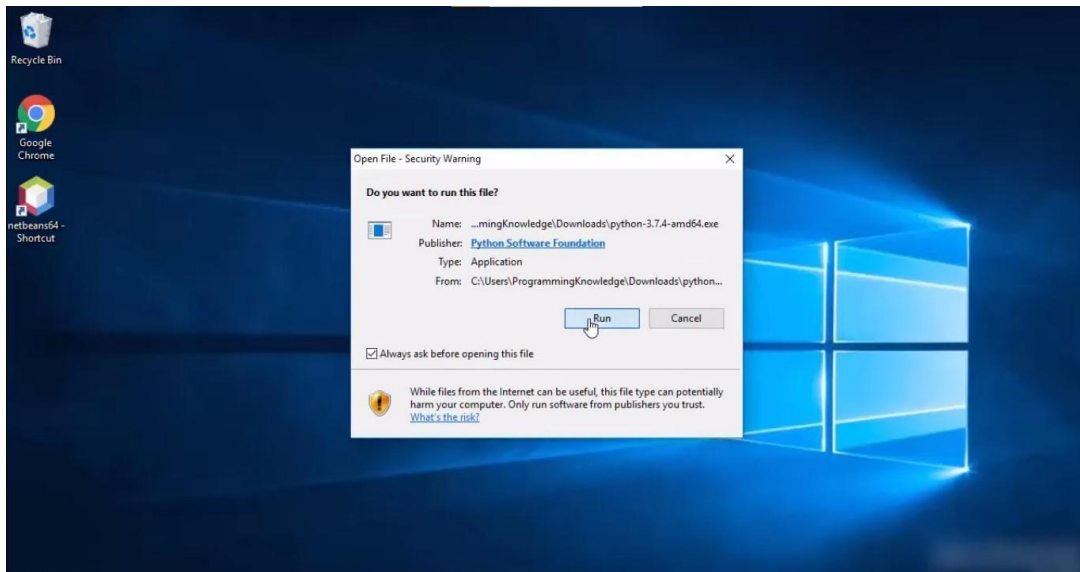 Recycle Bin
Google
Chrome
netbeans64 -
Shortcut
Open File - Security Warning
Do you want to run this file?
Name: ...mingKnowledge\Downloads\python-3.7.4-amd64.exe
Publisher: Python Software Foundation
Type: Application
From: C:\Users\ProgrammingKnowledge\Downloads\python...
Run Cancel
Always ask before opening this file
While files from the Internet can be useful, this file type can potentially
harm your computer. Only run software from publishers you trust.
What's the risk?